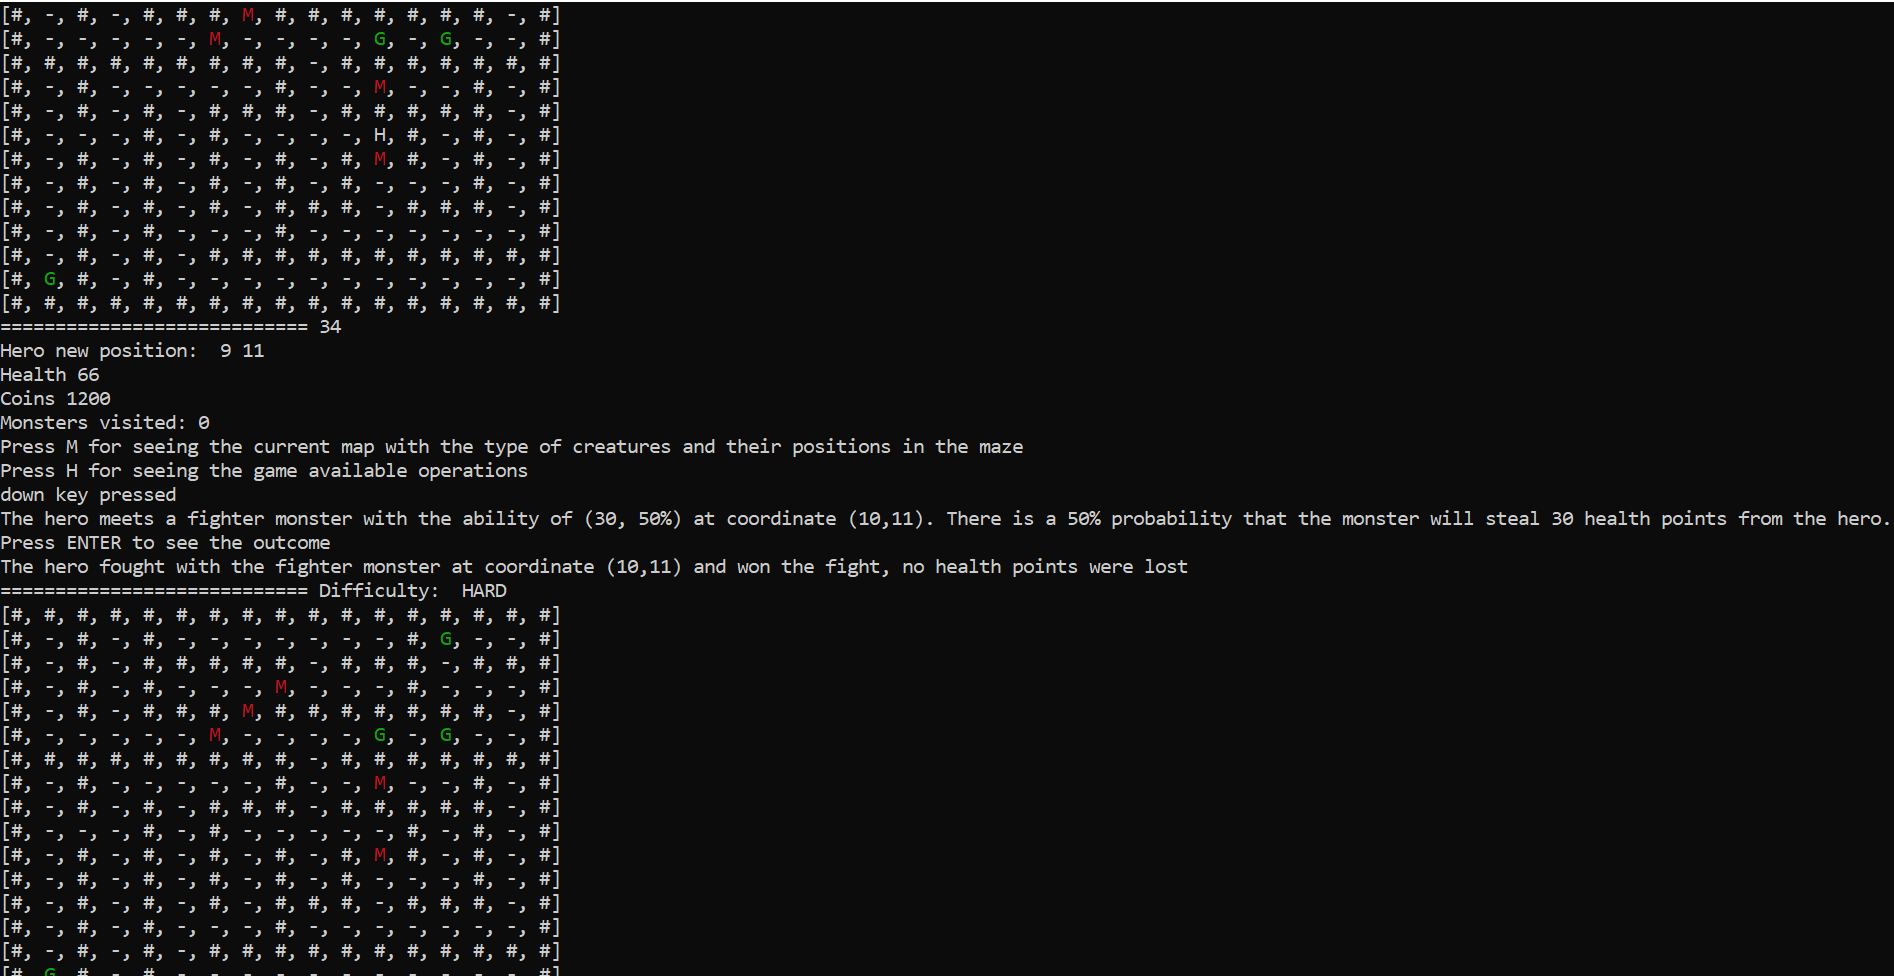 [#, -, #, -, #, #, #, M, #, #, #, #, #, #, #, -, #]
[#, -, -, -, -, -, M, -, -, -, -, G, -, G, -, -, #]
[#, #, #, #, #, #, #, #, #, -, #, #, #, #, #, #, #]
[#, -, #, -, -, -, -, -, #, -, -, M, -, -, #, -, #]
[#, -, #, -, #, -, #, #, #, -, #, #, #, #, #, -, #]
[#, -, -, -, #, -, #, -, -, -, -, H, #, -, #, -, #]
[#, -, #, -, #, -, #, -, #, -, #, M, #, -, #, -, #]
[#, -, #, -, #, -, #, -, #, -, #, -, -, -, #, -, #]
[#, -, #, -, #, -, #, -, #, #, #, -, #, #, #, -, #]
[#, -, #, -, #, -, -, -, #, -, -, -, -, -, -, -, #]
[#, -, #, -, #, -, #, #, #, #, #, #, #, #, #, #, #]
[#, G, #, -, #, -, -, -, -, -, -, -, -, -, -, -, #]
[#, #, #, #, #, #, #, #, #, #, #, #, #, #, #, #, #]
============================ 34
Hero new position:  9 11
Health 66
Coins 1200
Monsters visited: 0
Press M for seeing the current map with the type of creatures and their positions in the maze
Press H for seeing the game available operations
down key pressed
The hero meets a fighter monster with the ability of (30, 50%) at coordinate (10,11). There is a 50% probability that the monster will steal 30 health points from the hero.
Press ENTER to see the outcome
The hero fought with the fighter monster at coordinate (10,11) and won the fight, no health points were lost
============================ Difficulty:  HARD
[#, #, #, #, #, #, #, #, #, #, #, #, #, #, #, #, #]
[#, -, #, -, #, -, -, -, -, -, -, -, #, G, -, -, #]
[#, -, #, -, #, #, #, #, #, -, #, #, #, -, #, #, #]
[#, -, #, -, #, -, -, -, M, -, -, -, #, -, -, -, #]
[#, -, #, -, #, #, #, M, #, #, #, #, #, #, #, -, #]
[#, -, -, -, -, -, M, -, -, -, -, G, -, G, -, -, #]
[#, #, #, #, #, #, #, #, #, -, #, #, #, #, #, #, #]
[#, -, #, -, -, -, -, -, #, -, -, M, -, -, #, -, #]
[#, -, #, -, #, -, #, #, #, -, #, #, #, #, #, -, #]
[#, -, -, -, #, -, #, -, -, -, -, -, #, -, #, -, #]
[#, -, #, -, #, -, #, -, #, -, #, M, #, -, #, -, #]
[#, -, #, -, #, -, #, -, #, -, #, -, -, -, #, -, #]
[#, -, #, -, #, -, #, -, #, #, #, -, #, #, #, -, #]
[#, -, #, -, #, -, -, -, #, -, -, -, -, -, -, -, #]
[#, -, #, -, #, -, #, #, #, #, #, #, #, #, #, #, #]
[#, G, #, -, #, -, -, -, -, -, -, -, -, -, -, -, #]